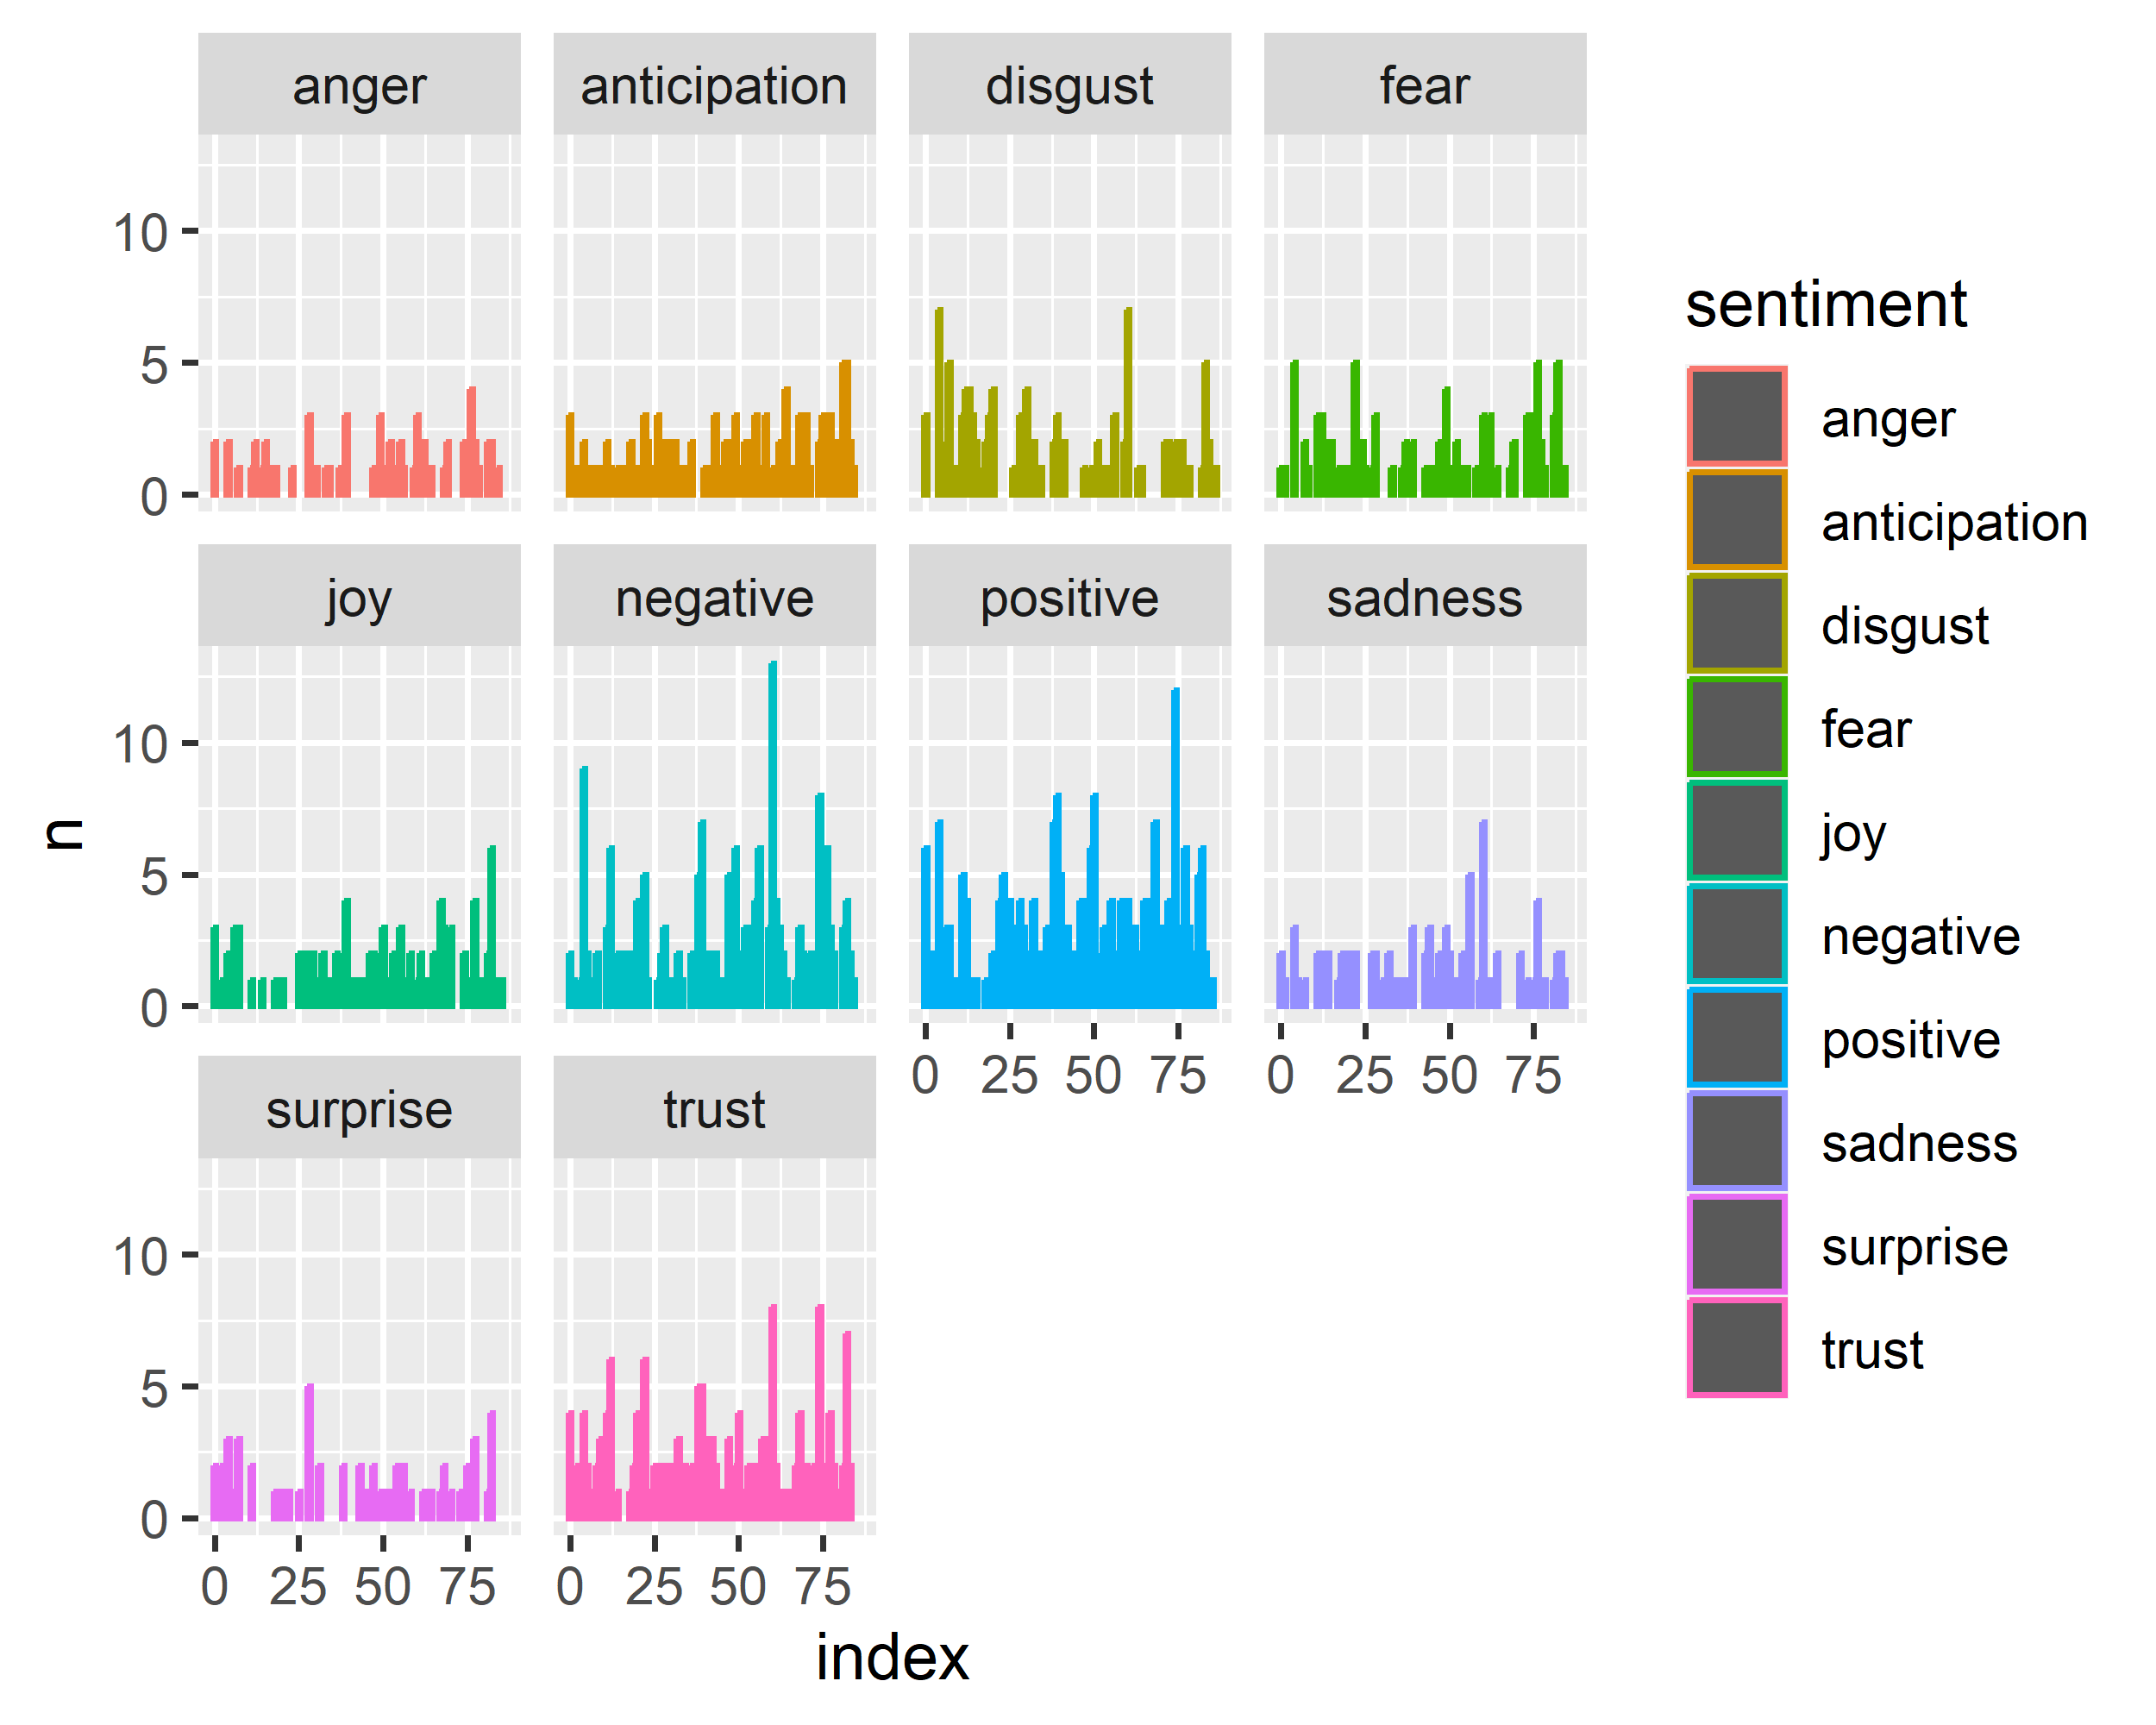 anger anticipation disgust fear
10
5
0
joy negative positive sadness
10
5
0
0 25 50 75 0 25 50 75
surprise trust
10
5
0
0 25 50 75 0 25 50 75
index
n
sentiment
anger
anticipation
disgust
fear
joy
negative
positive
sadness
surprise
trust